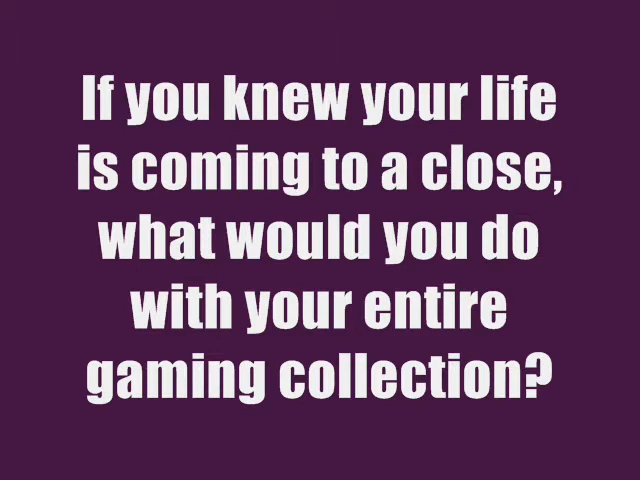 If you knew your life
is coming to a close,
what would you do
with your entire
gaming collection?